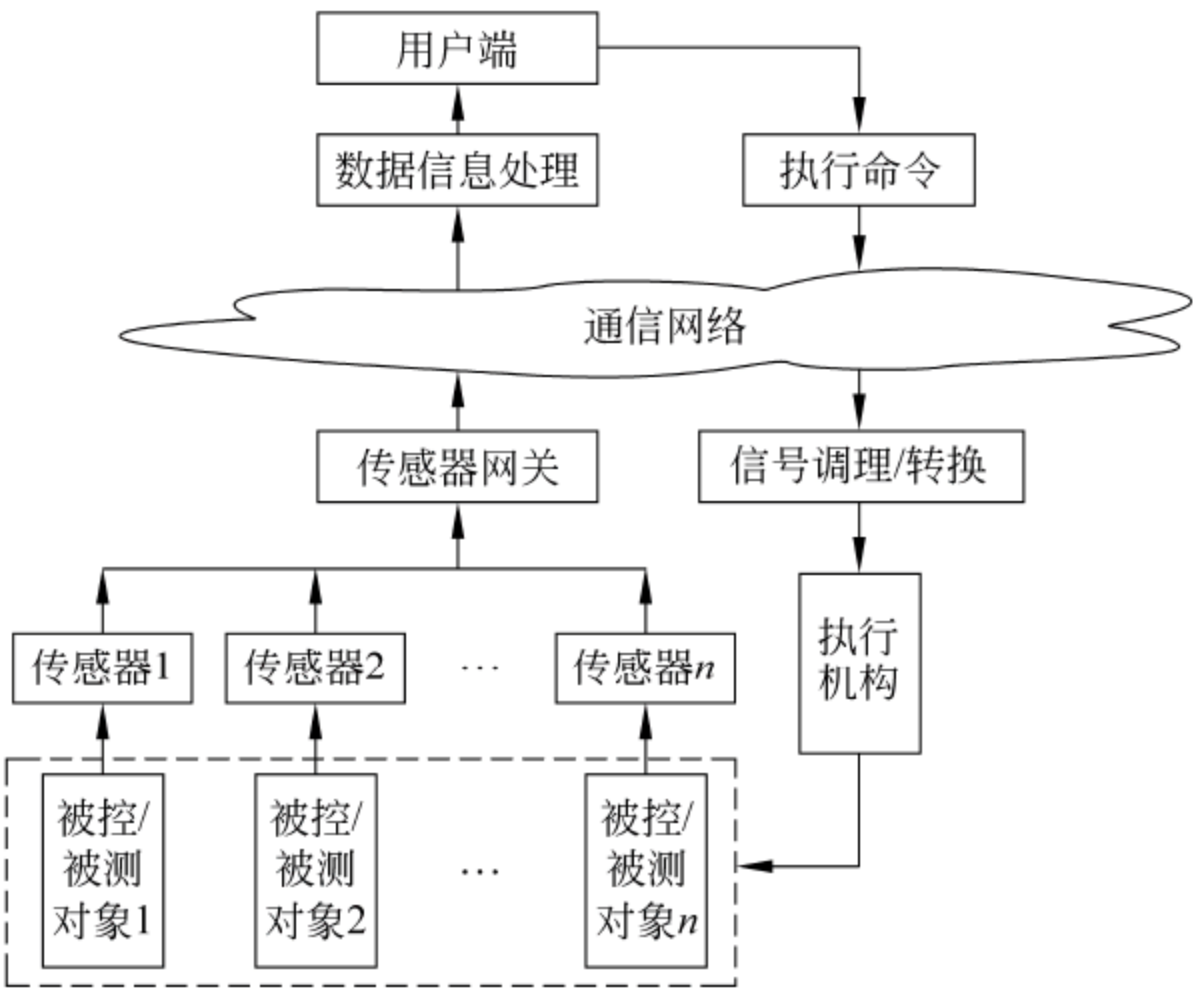 用户端
数据信息处理
执行命令
通信网络
传感器网关
信号调理/转换
执行
机构
传感器1
传感器2
…
传感器n
被控/
被测
对象1
被控/
被测
对象2
…
被控/
被测
对象n